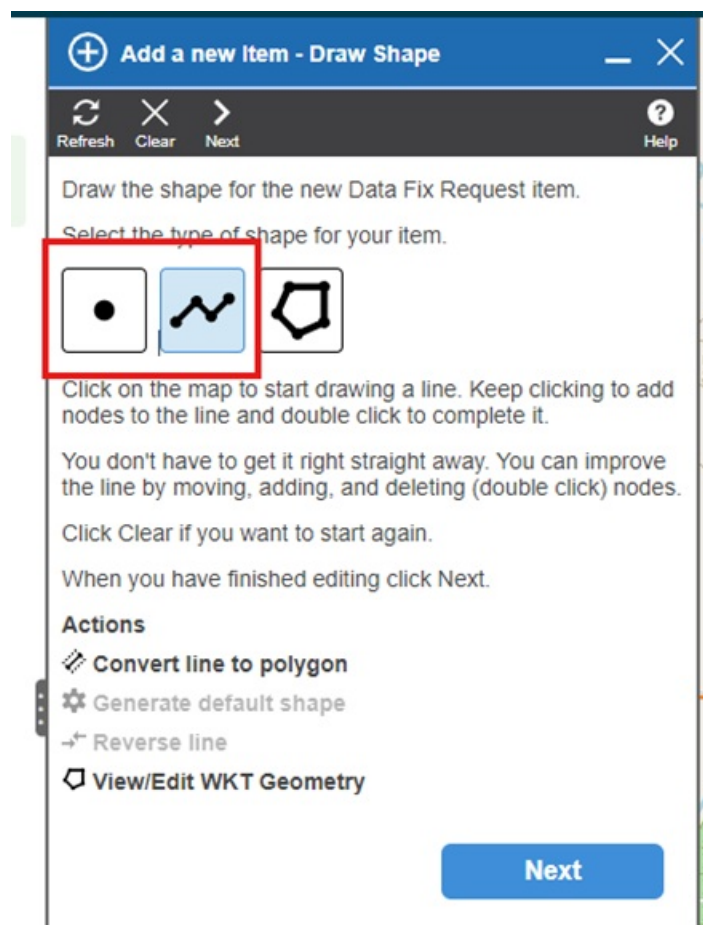 Add a new Item - Draw Shape
Refresh Clear Next Help
Draw the shape for the new Data Fix Request item.
Select the type of shape for your item.
Click on the map to start drawing a line. Keep clicking to add
nodes to the line and double click to complete it.
You don't have to get it right straight away. You can improve
the line by moving, adding, and deleting (double click) nodes.
Click Clear if you want to start again.
When you have finished editing click Next.
Actions
Convert line to polygon
Generate default shape
Reverse line
View/Edit WKT Geometry
Next